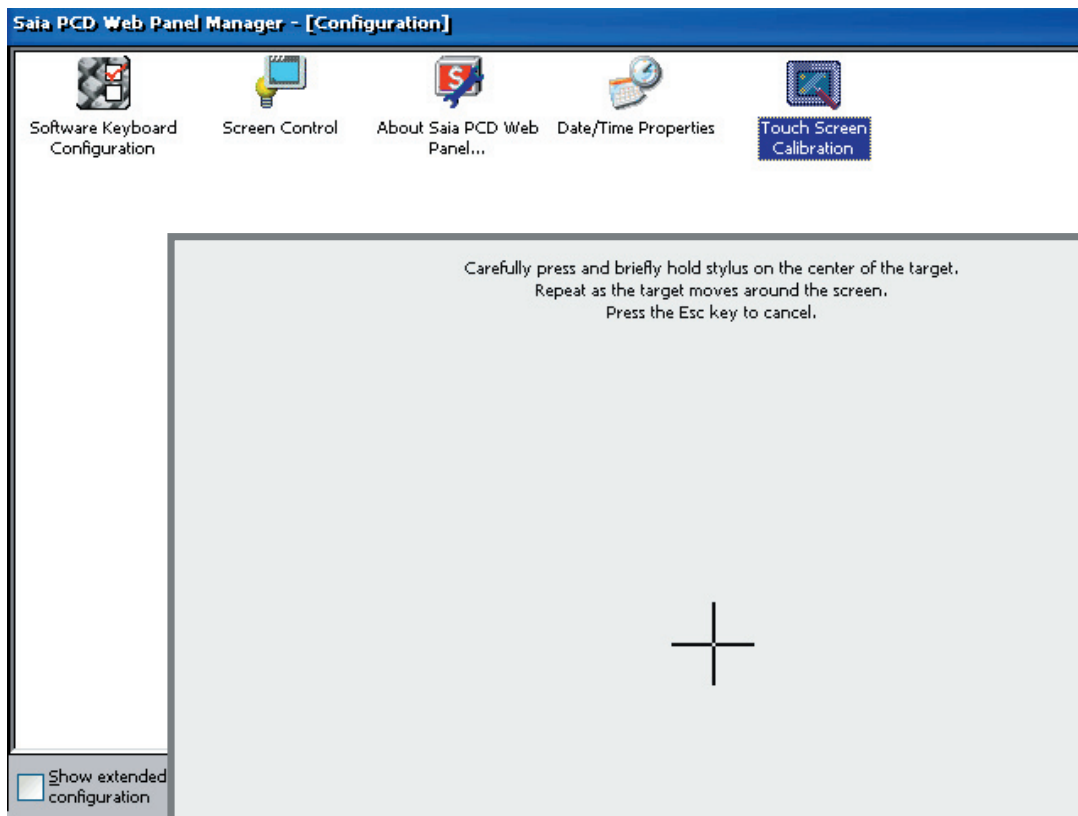 Saia PCD Web Panel Manager - [Configuration]
Software Keyboard
Configuration
Screen Control
About Saia PCD Web
Panel...
Date/Time Properties
Touch Screen
Calibration
Carefully press and briefly hold stylus on the center of the target.
Repeat as the target moves around the screen.
Press the Esc key to cancel.
Show extended
configuration